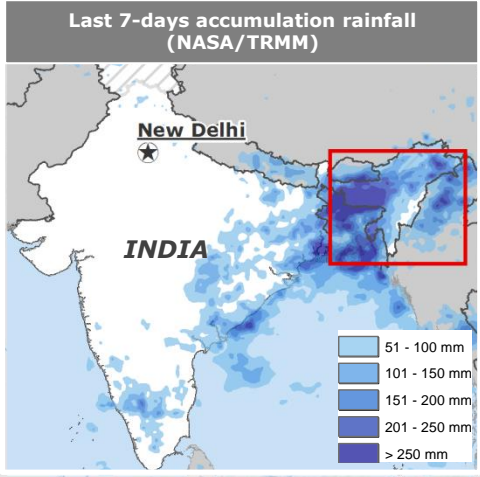 Last 7-days accumulation rainfall
(NASA/TRMM)
New Delhi
INDIA
51 - 100 mm
101 - 150 mm
151 - 200 mm
201 - 250 mm
> 250 mm